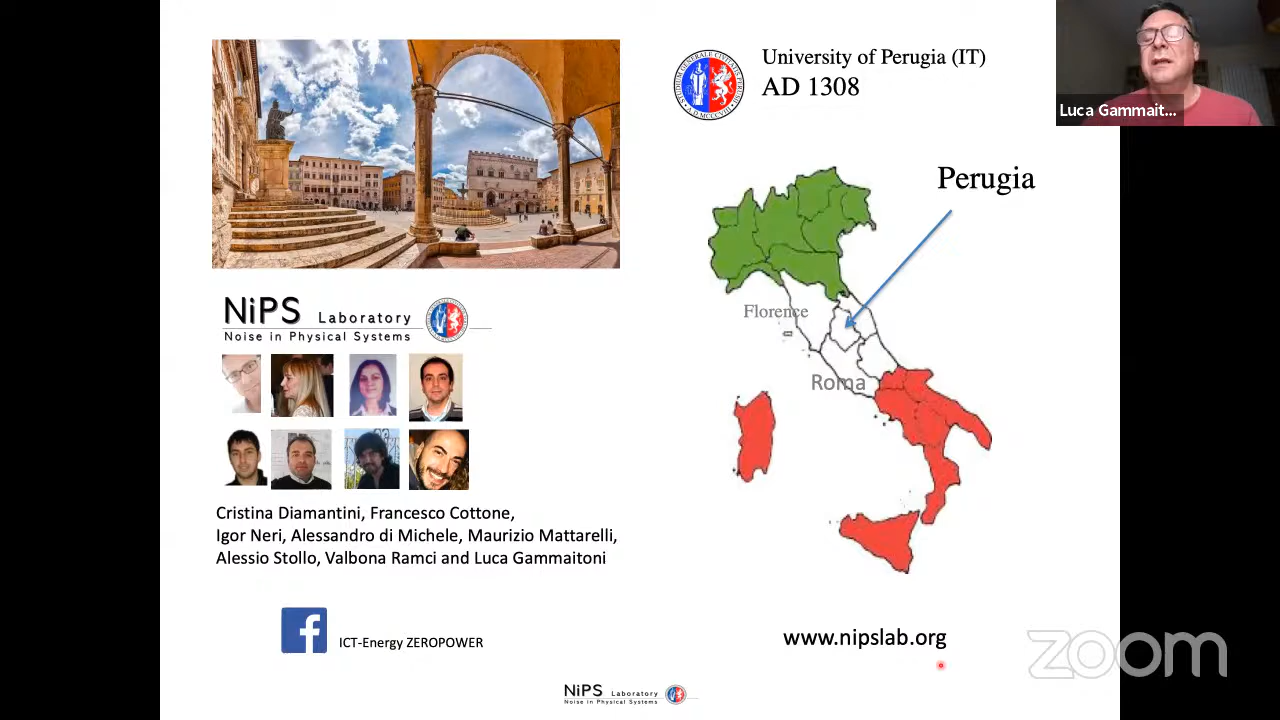 University of Perugia (IT)
AD 1308
Luca Gammait...
Perugia
Florence
Roma
NiPS Laboratory
Noise in Physical Systems
Cristina Diamantini, Francesco Cottone,
Igor Neri, Alessandro di Michele, Maurizio Mattarelli,
Alessio Stollo, Valbona Ramci and Luca Gammaitoni
ICT-Energy ZEROPOWER
www.nipslab.org
zoom
NiPS Laboratory
Noise in Physical Systems